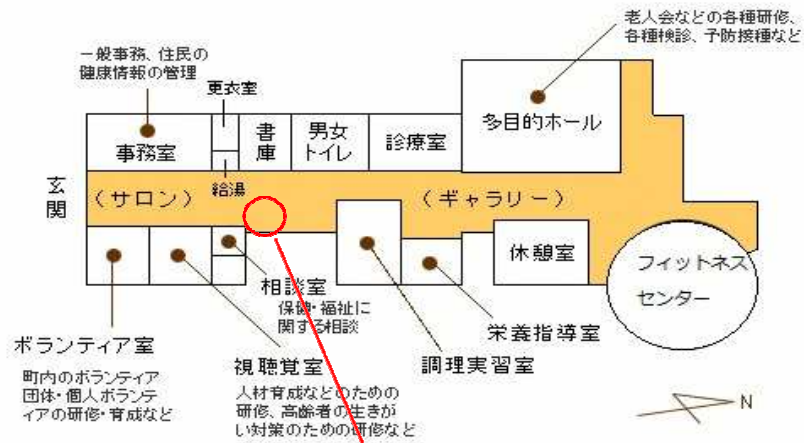 老人会などの各種研修、
各種検診、予防接種など
一般事務、住民の
健康情報の管理
更衣室
事務室
書庫
男女
トイレ
診療室
多目的ホール
玄関
(サロン)
給湯
(ギャラリー)
休憩室
フィットネス
センター
相談室
保健・福祉に
関する相談
栄養指導室
調理実習室
ボランティア室
町内のボランティア
団体・個人ボランテ
ィアの研修・育成など
視聴覚室
人材育成などのための
研修、高齢者の生きが
い対策のための研修など
N